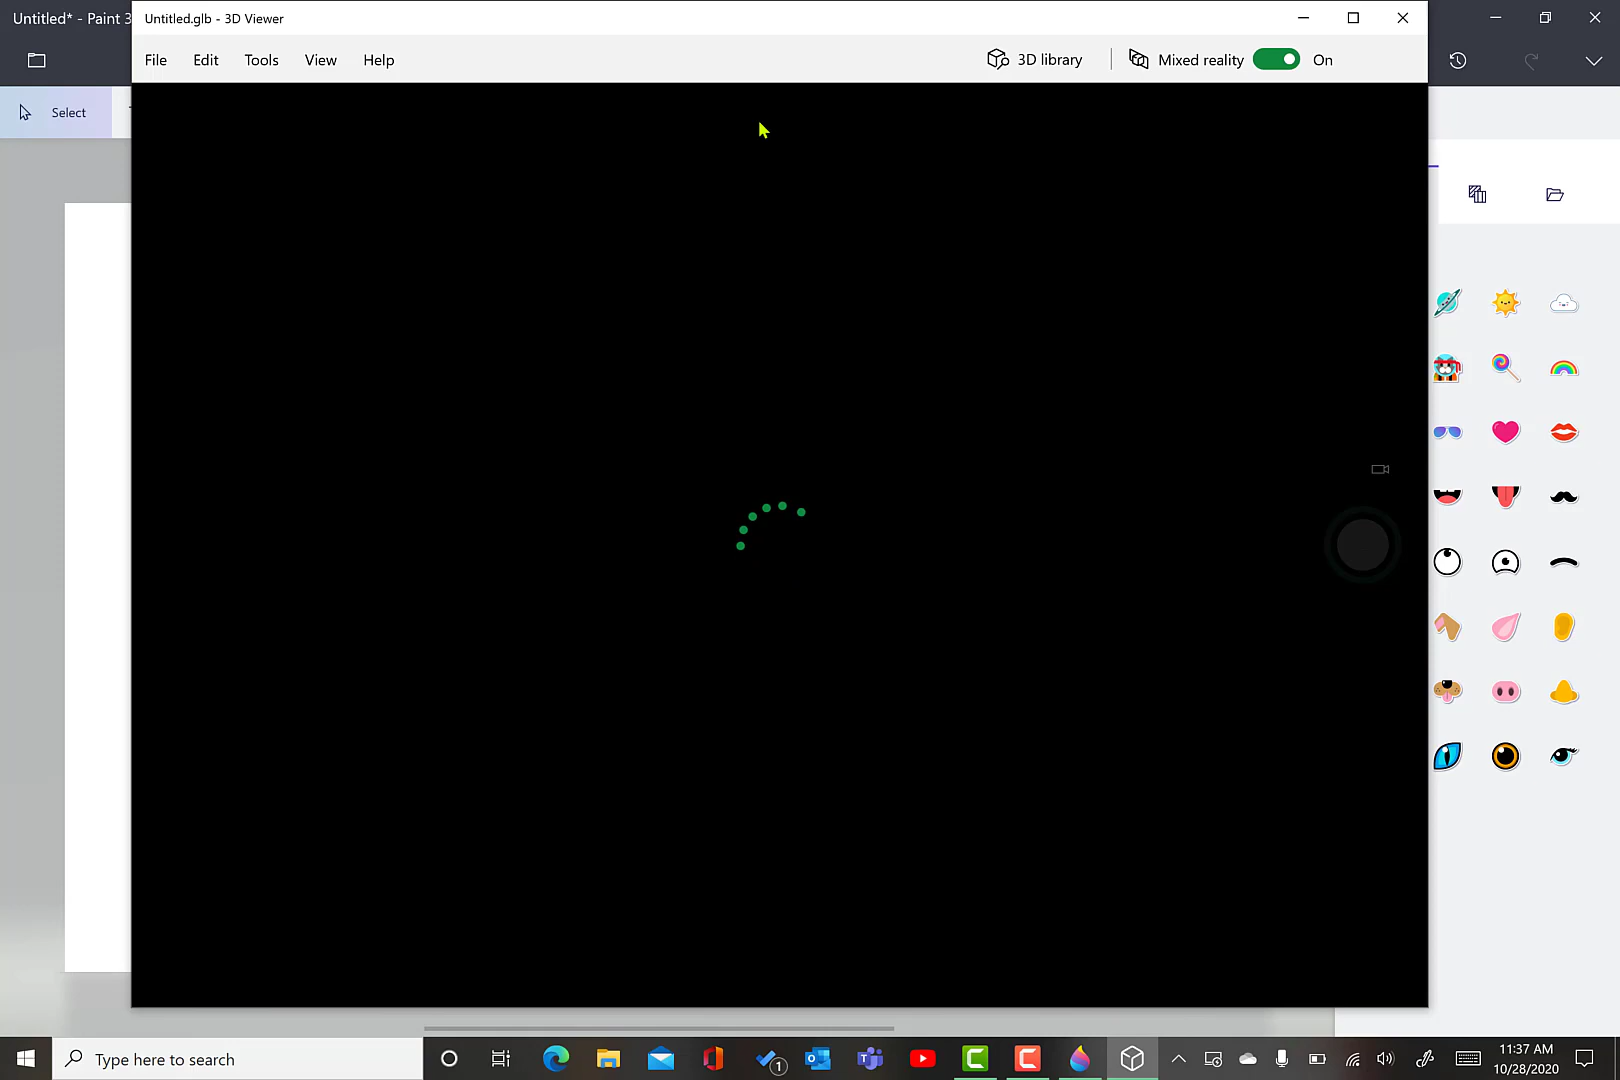 Untitled* - Paint 3
Untitled.glb - 3D Viewer
File Edit Tools View Help
3D library
Mixed reality
On
Select
Type here to search
1
11:37 AM
10/28/2020